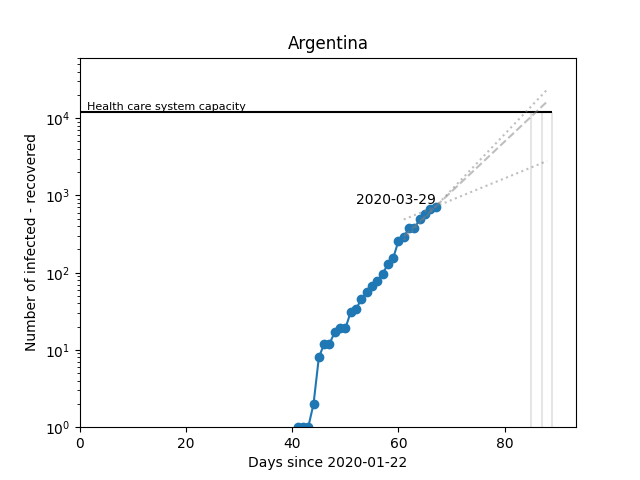 Argentina
Health care system capacity
2020-03-29
Number of infected - recovered
10⁴
10³
10²
10¹
10⁰
0 20 40 60 80
Days since 2020-01-22